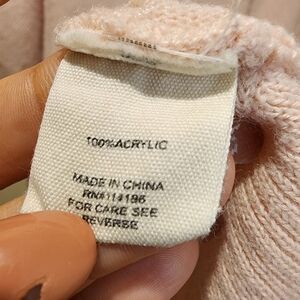 100% ACRYLIC
MADE IN CHINA
RN# 114196
FOR CARE SEE
REVERSE